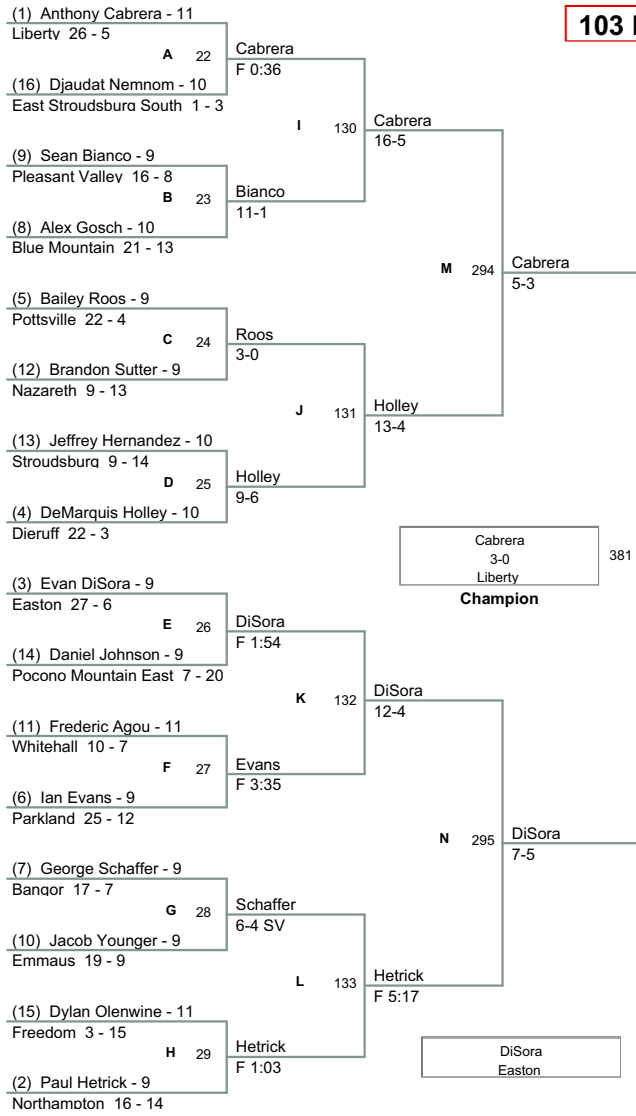 103 
(1) Anthony Cabrera - 11
Liberty 26 - 5
A 22
Cabrera
F 0:36
(16) Djaudat Nemnom - 10
East Stroudsburg South 1 - 3
I 130
Cabrera
16-5
(9) Sean Bianco - 9
Pleasant Valley 16 - 8
B 23
Bianco
11-1
(8) Alex Gosch - 10
Blue Mountain 21 - 13
M 294
Cabrera
5-3
(5) Bailey Roos - 9
Pottsville 22 - 4
C 24
Roos
3-0
(12) Brandon Sutter - 9
Nazareth 9 - 13
J 131
Holley
13-4
(13) Jeffrey Hernandez - 10
Stroudsburg 9 - 14
D 25
Holley
9-6
(4) DeMarquis Holley - 10
Dieruff 22 - 3
Cabrera
3-0
Liberty
381
Champion
(3) Evan DiSora - 9
Easton 27 - 6
E 26
DiSora
F 1:54
(14) Daniel Johnson - 9
Pocono Mountain East 7 - 20
K 132
DiSora
12-4
(11) Frederic Agou - 11
Whitehall 10 - 7
F 27
Evans
F 3:35
(6) Ian Evans - 9
Parkland 25 - 12
N 295
DiSora
7-5
(7) George Schaffer - 9
Bangor 17 - 7
G 28
Schaffer
6-4 SV
(10) Jacob Younger - 9
Emmaus 19 - 9
L 133
Hetrick
F 5:17
(15) Dylan Olenwine - 11
Freedom 3 - 15
H 29
Hetrick
F 1:03
(2) Paul Hetrick - 9
Northampton 16 - 14
DiSora
Easton